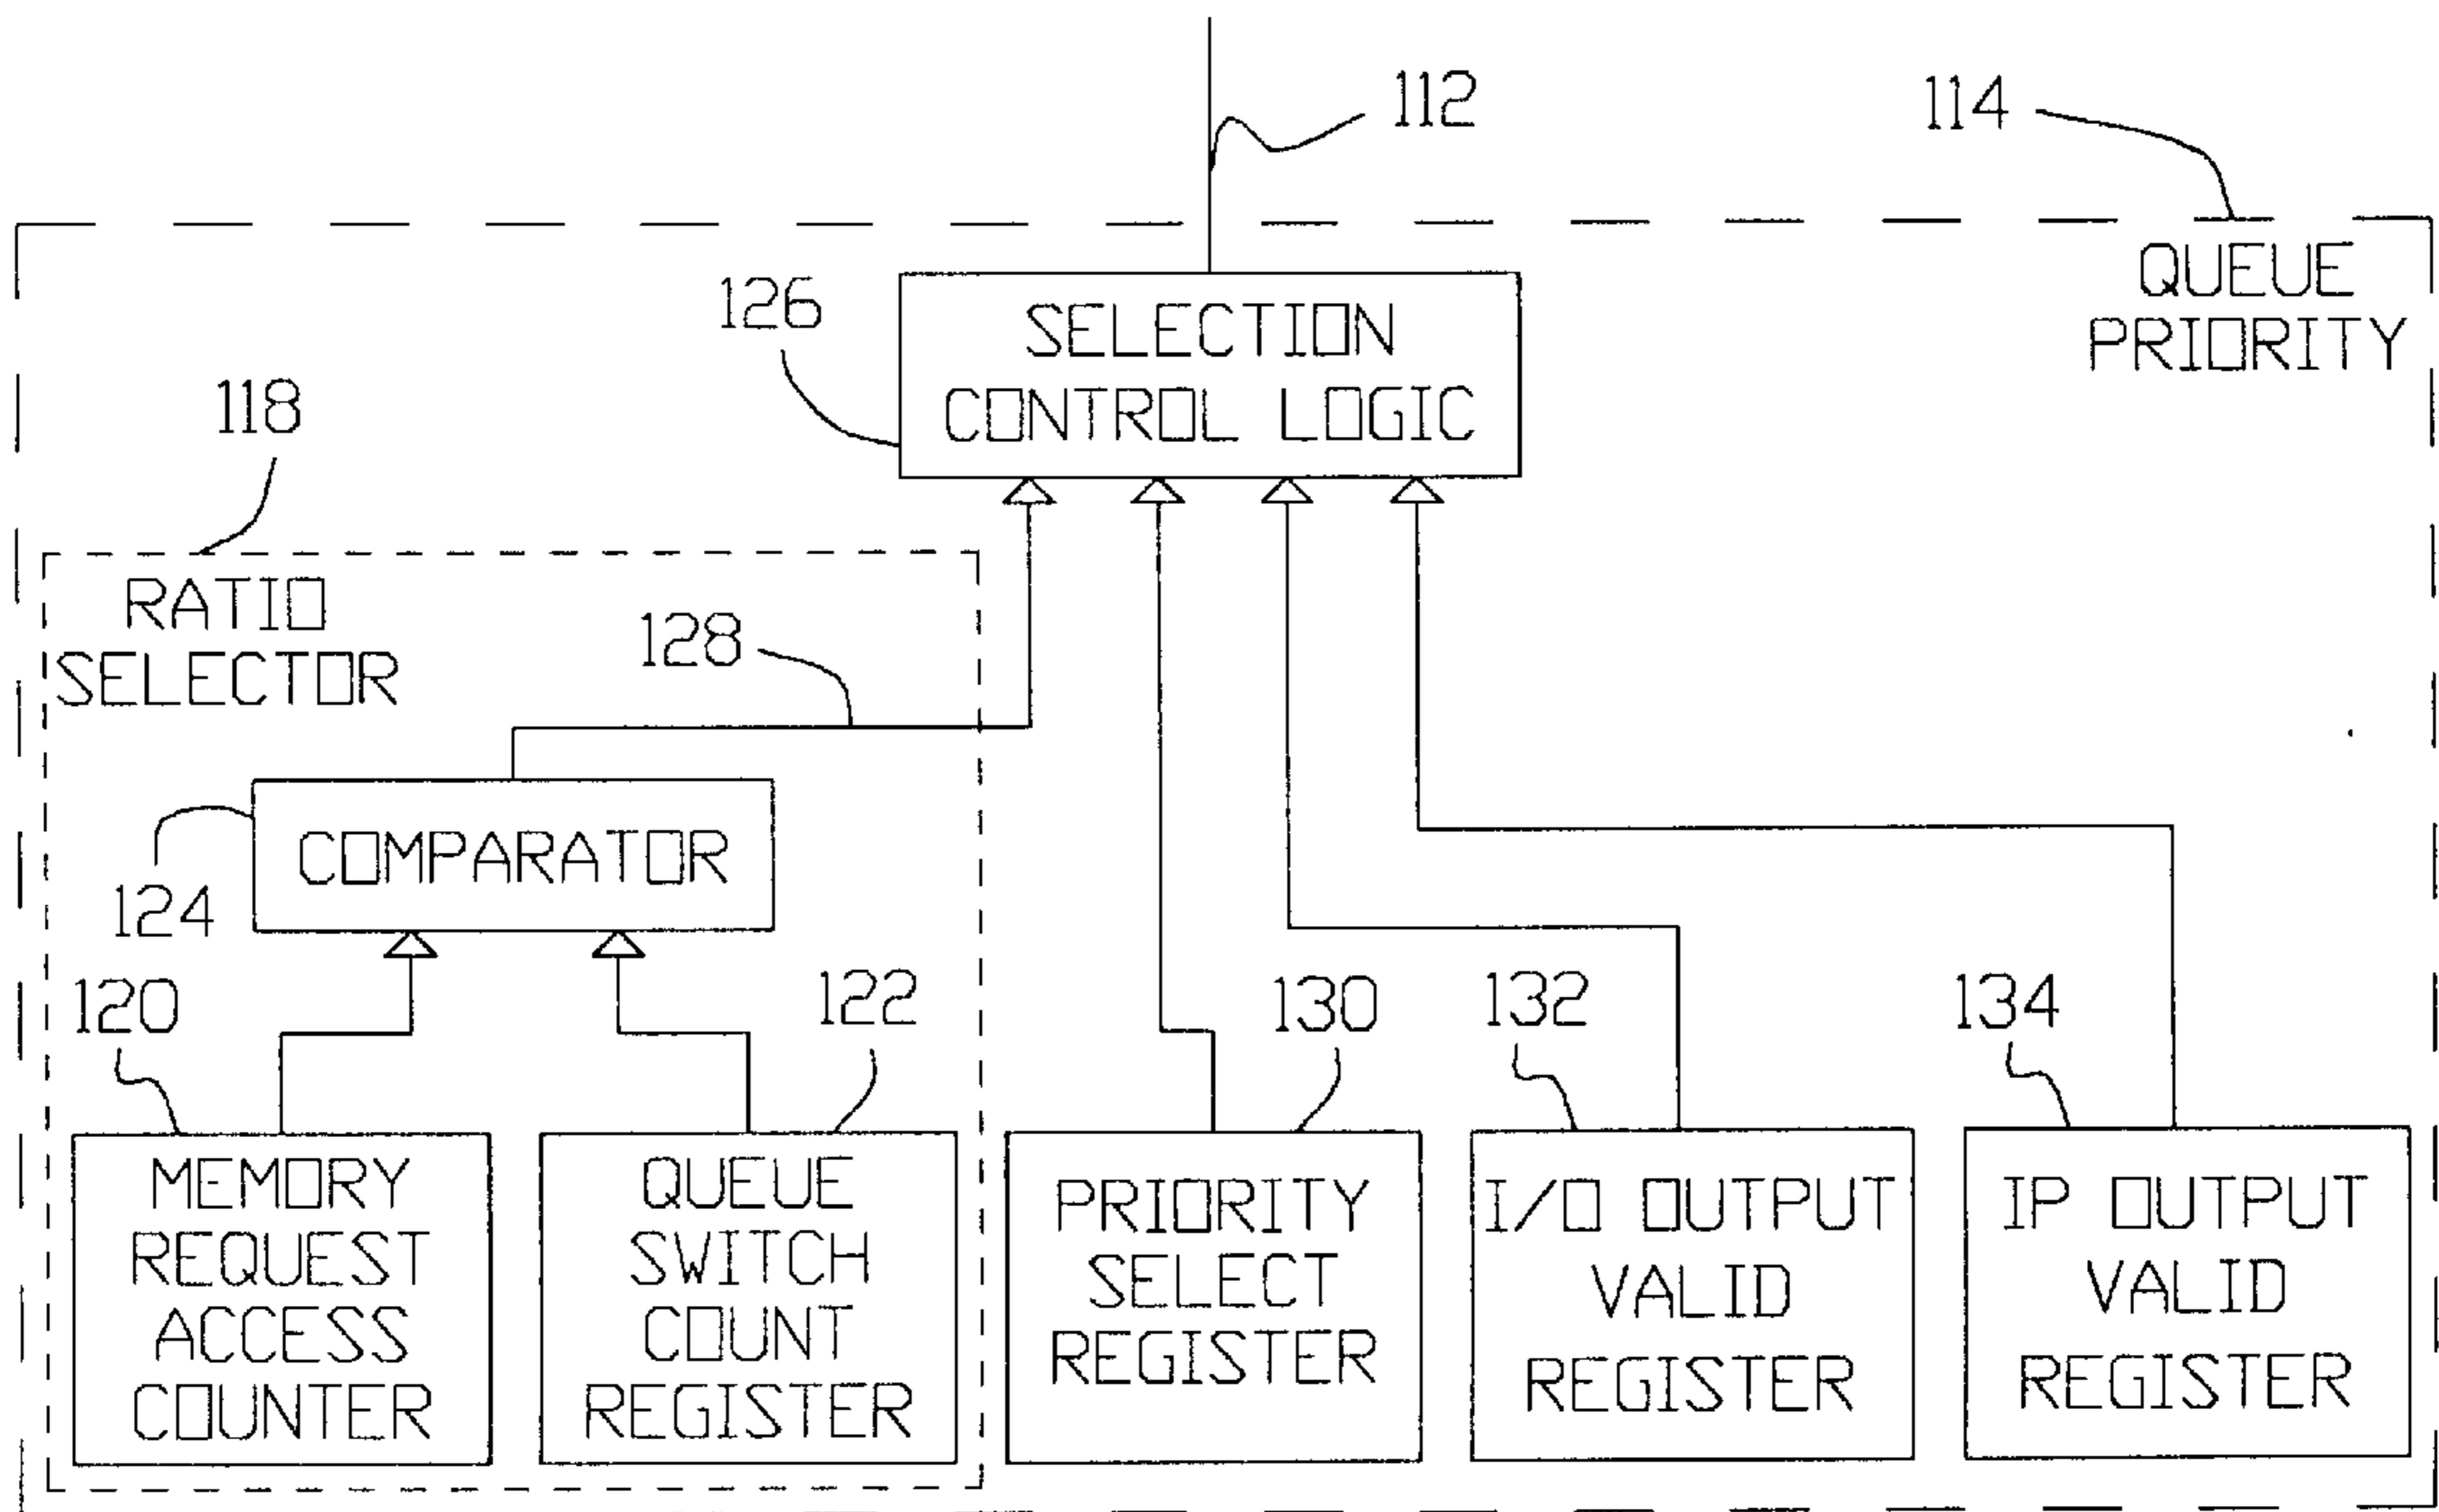 112
114
QUEUE
PRIORITY
126
SELECTION
CONTROL LOGIC
118
RATIO
SELECTOR
128
COMPARATOR
124
120
122
130
132
134
MEMORY
REQUEST
ACCESS
COUNTER
QUEUE
SWITCH
COUNT
REGISTER
PRIORITY
SELECT
REGISTER
I/O OUTPUT
VALID
REGISTER
IP OUTPUT
VALID
REGISTER